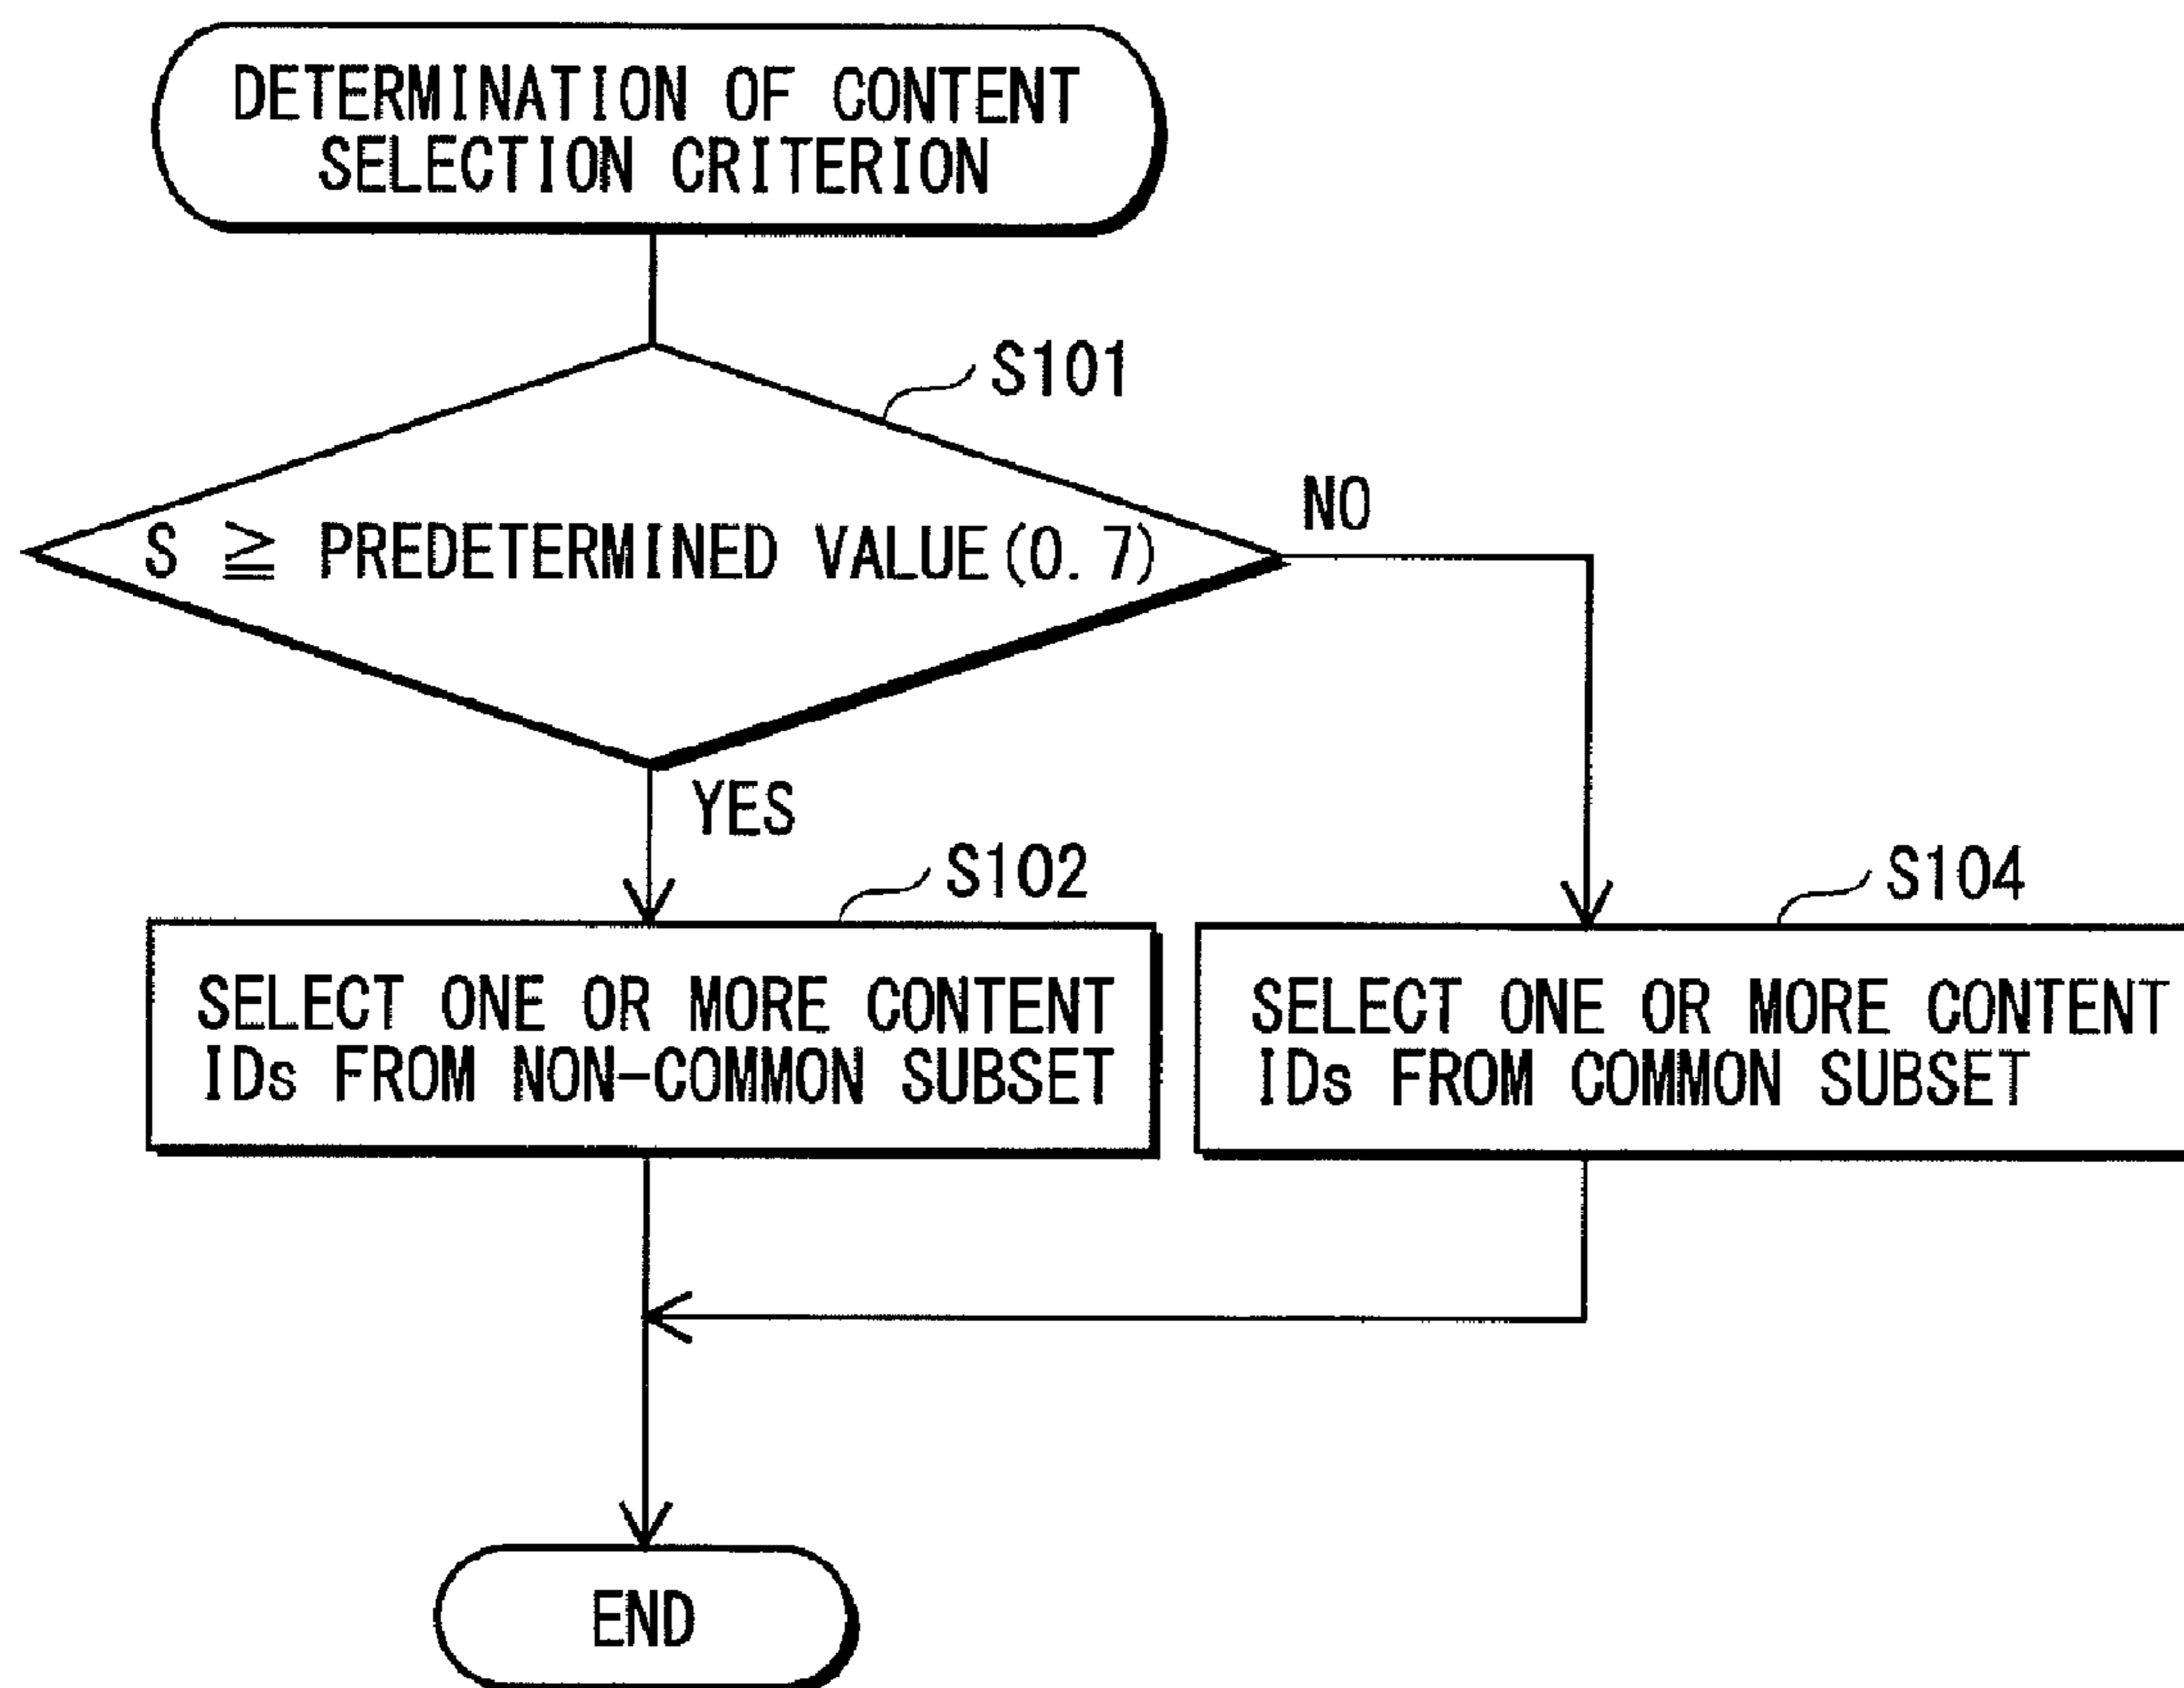 DETERMINATION OF CONTENT
SELECTION CRITERION
S101
S ≧ PREDETERMINED VALUE(0.7)
NO
YES
S102
SELECT ONE OR MORE CONTENT
IDs FROM NON-COMMON SUBSET
S104
SELECT ONE OR MORE CONTENT
IDs FROM COMMON SUBSET
END